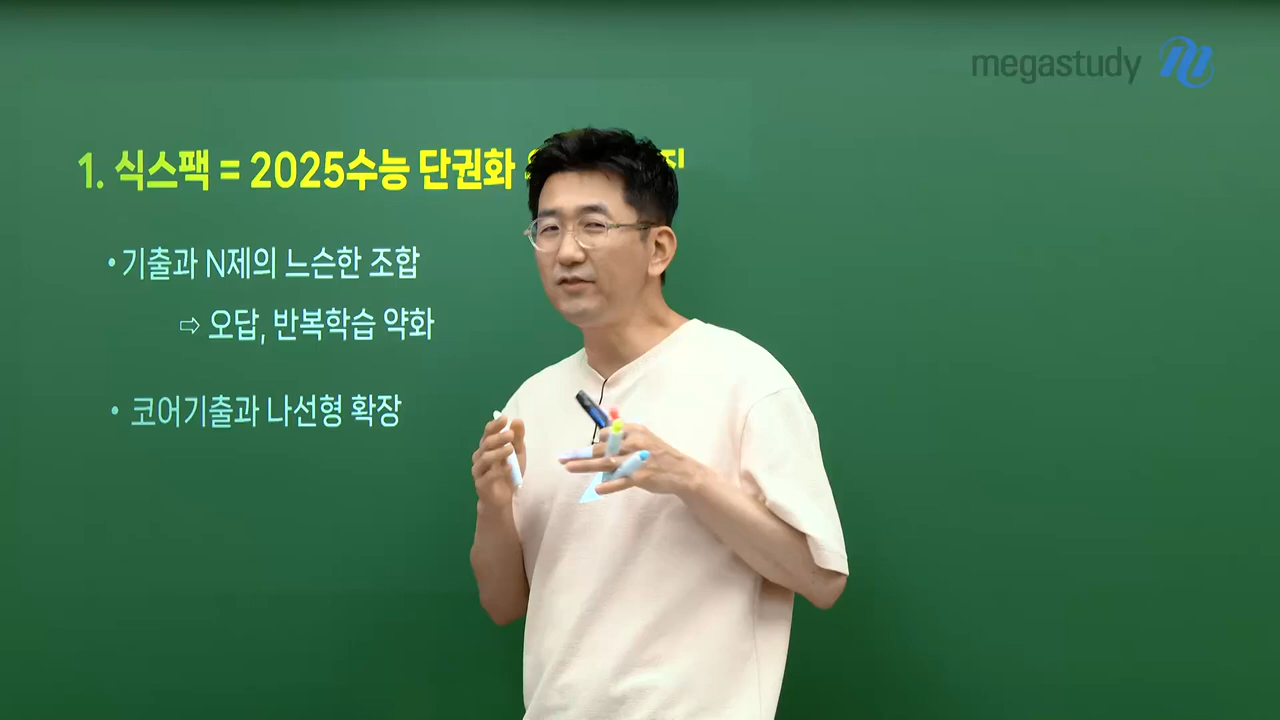 megastudy
1. 식스팩 = 2025수능 단권화
• 기출과 N제의 느슨한 조합
⇨ 오답, 반복학습 약화
• 코어기출과 나선형 확장